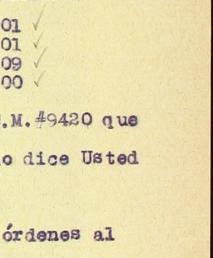 01 ✓
01 ✓
09 ✓
00 ✓
.M.#9420 que
o dice Usted
órdenes al